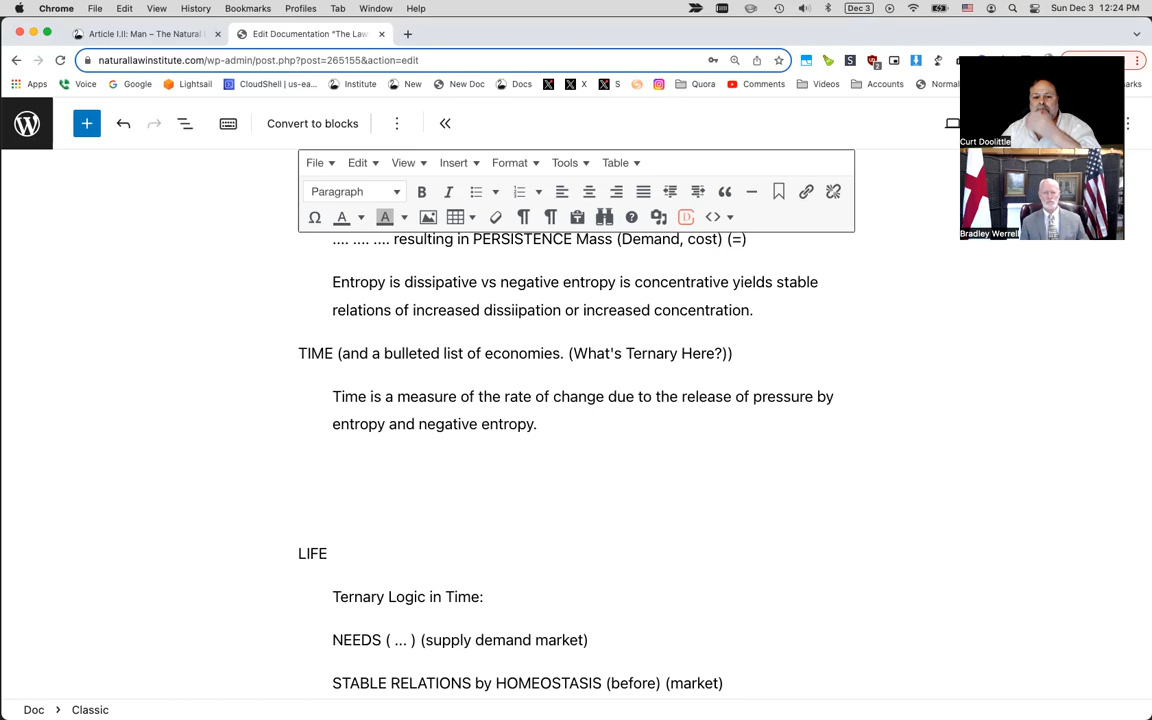 Chrome File Edit View History Bookmarks Profiles Tab Window Help Dec 3 Sun Dec 3 12:24 PM
Article I.II: Man – The Natural Edit Documentation "The Law
naturallawinstitute.com/wp-admin/post.php?post=265155&action=edit
Apps Voice Google Lightsail CloudShell | us-ea... Institute New New Doc Docs X X S Quora Comments Videos Accounts Normal marks
Convert to blocks
Curt Doolittle
Bradley Werrell
File Edit View Insert Format Tools Table
Paragraph
.... .... .... resulting in PERSISTENCE Mass (Demand, cost) (=)
Entropy is dissipative vs negative entropy is concentrative yields stable
relations of increased dissiipation or increased concentration.
TIME (and a bulleted list of economies. (What's Ternary Here?))
Time is a measure of the rate of change due to the release of pressure by
entropy and negative entropy.
LIFE
Ternary Logic in Time:
NEEDS ( ... ) (supply demand market)
STABLE RELATIONS by HOMEOSTASIS (before) (market)
Doc Classic